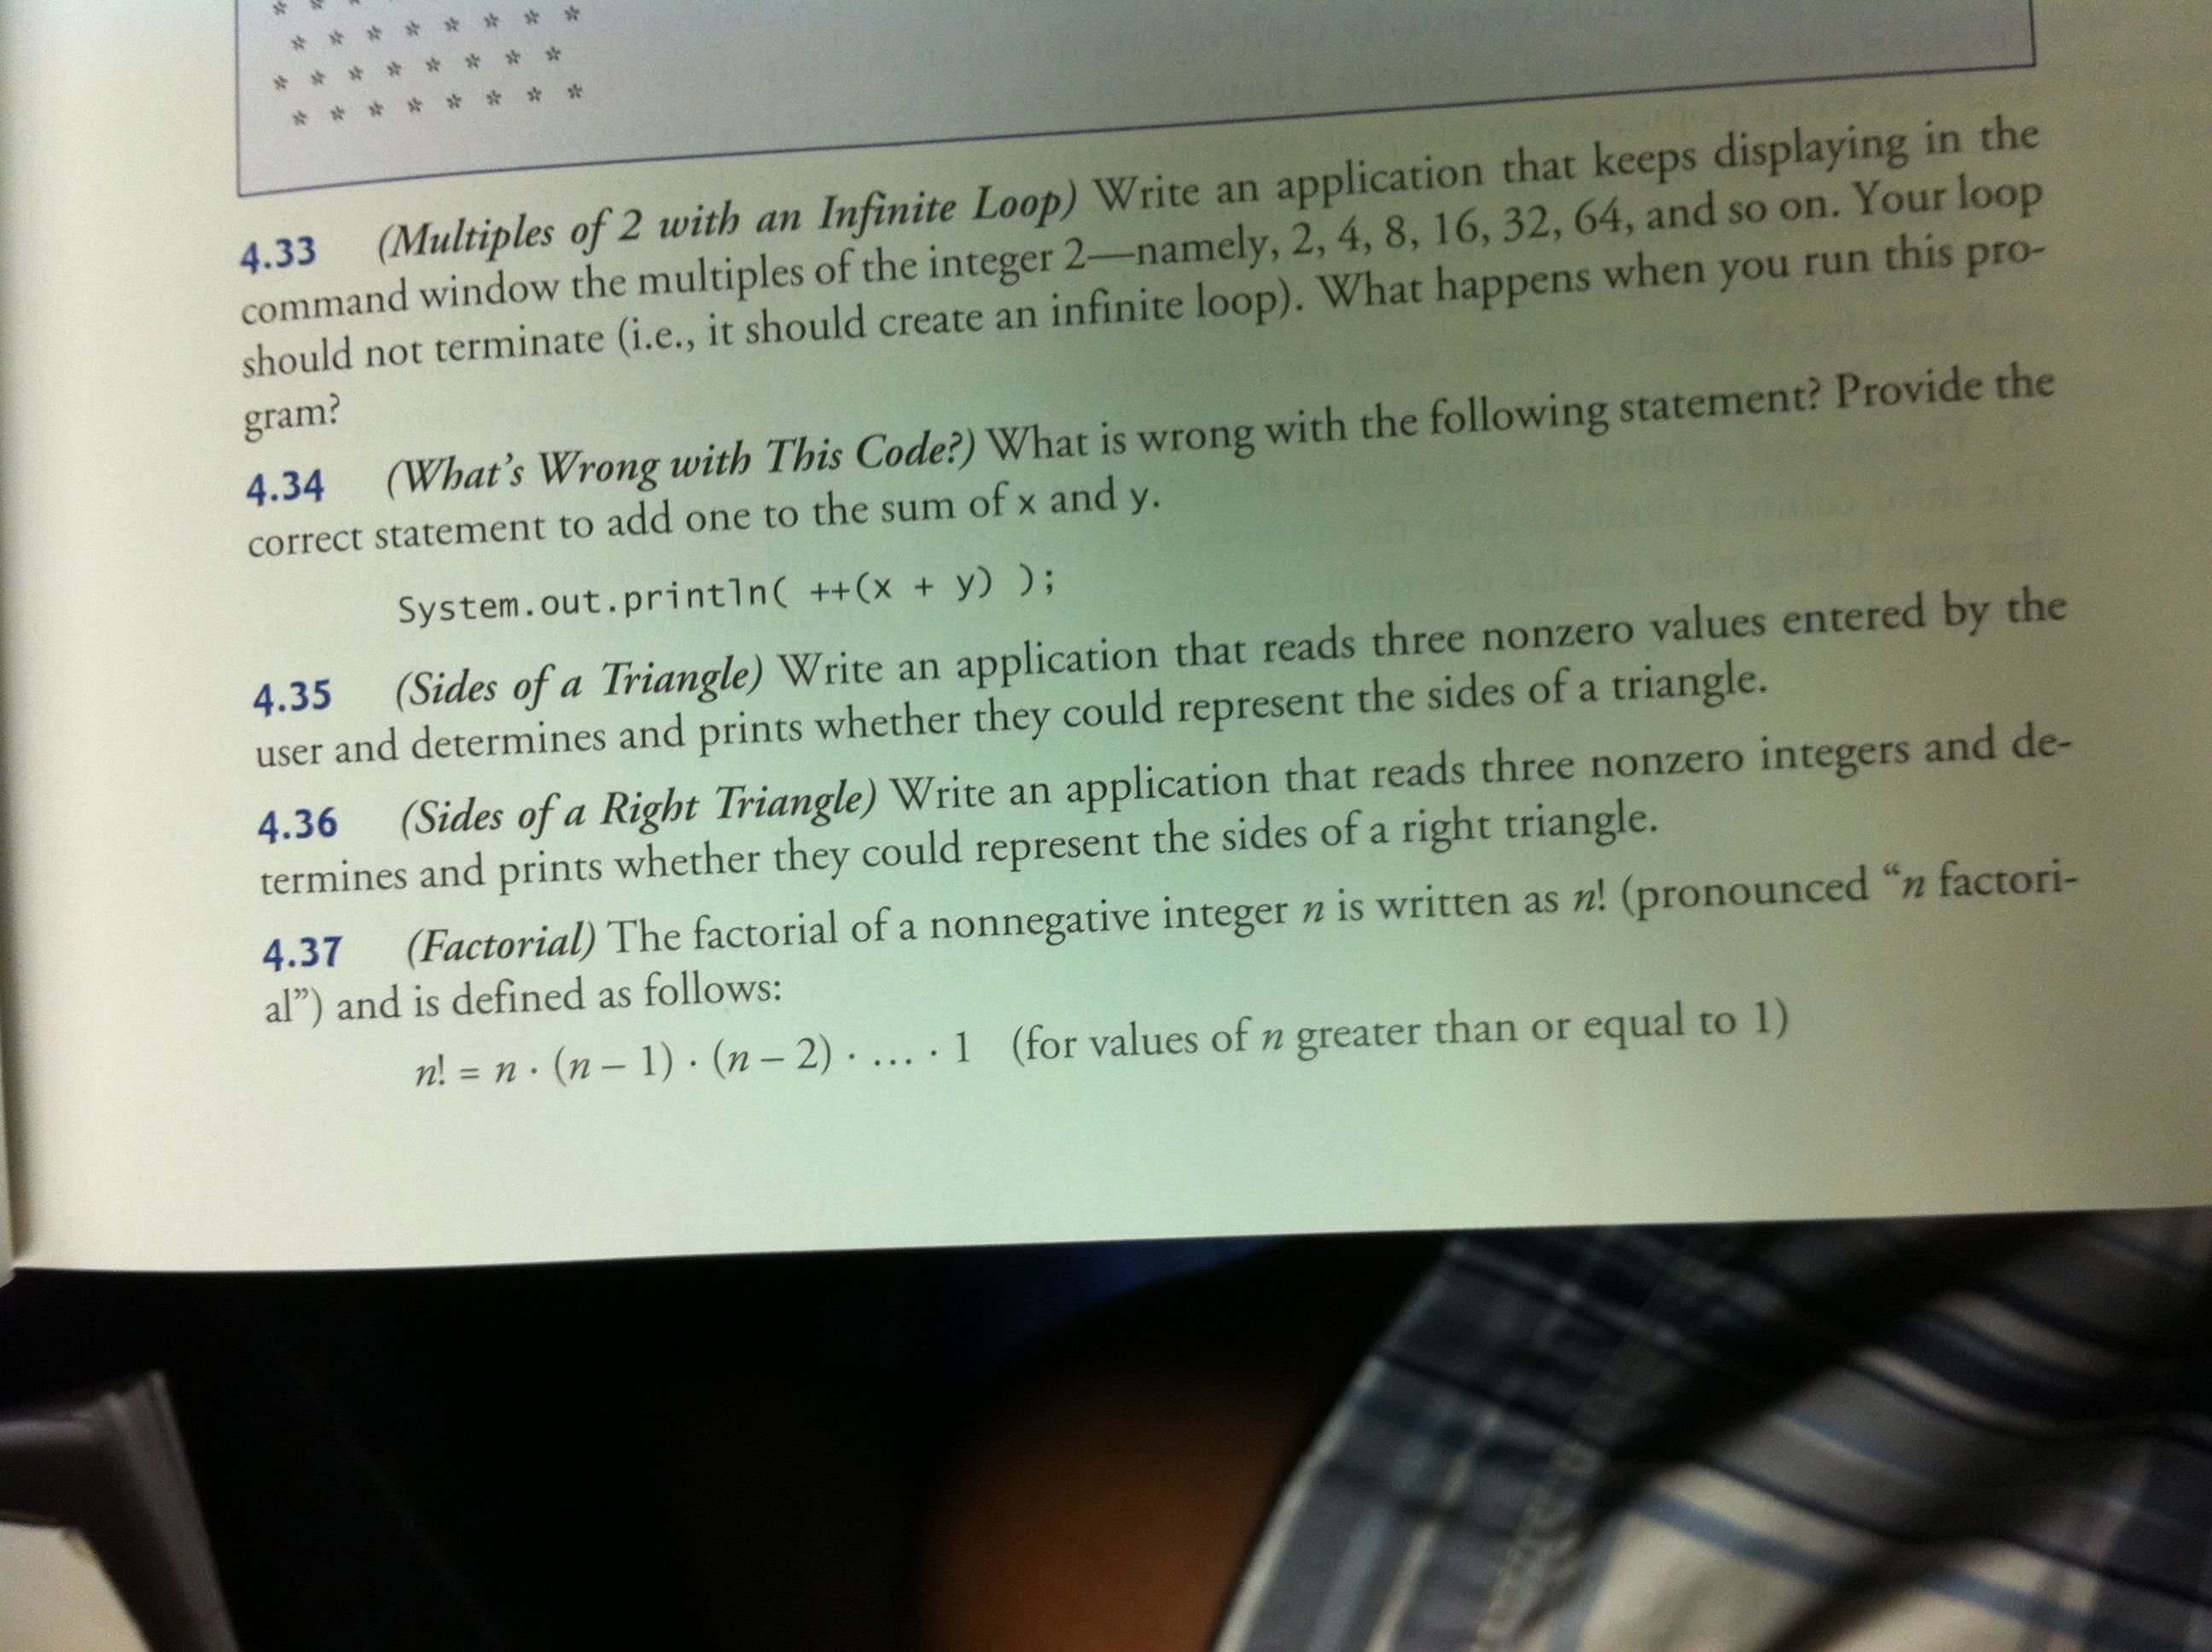 * * *
* * * * * * * *
* * * * * * * *
* * * * * * * *
4.33 (Multiples of 2 with an Infinite Loop) Write an application that keeps displaying in the
command window the multiples of the integer 2—namely, 2, 4, 8, 16, 32, 64, and so on. Your loop
should not terminate (i.e., it should create an infinite loop). What happens when you run this pro-
gram?
4.34 (What's Wrong with This Code?) What is wrong with the following statement? Provide the
correct statement to add one to the sum of x and y.
System.out.println( ++(x + y) );
4.35 (Sides of a Triangle) Write an application that reads three nonzero values entered by the
user and determines and prints whether they could represent the sides of a triangle.
4.36 (Sides of a Right Triangle) Write an application that reads three nonzero integers and de-
termines and prints whether they could represent the sides of a right triangle.
4.37 (Factorial) The factorial of a nonnegative integer n is written as n! (pronounced “n factori-
al”) and is defined as follows:
n! = n · (n – 1) · (n – 2) · … · 1 (for values of n greater than or equal to 1)